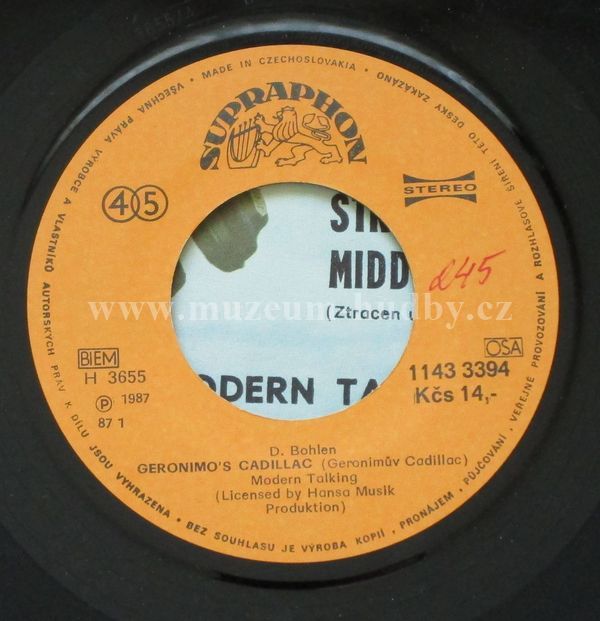 VŠECHNA PRÁVA VÝROBCE A VLASTNÍKŮ AUTORSKÝCH PRÁV K DÍLU JSOU VYHRAZENA • BEZ SOUHLASU JE VÝROBA KOPIÍ, PRONÁJEM, PŮJČOVÁNÍ, VEŘEJNÉ PROVOZOVÁNÍ A ROZHLASOVÉ ŠÍŘENÍ TÉTO DESKY ZAKÁZÁNO • MADE IN CZECHOSLOVAKIA •
SUPRAPHON
45
STEREO
MIDD
(Ztracen
245
www.muzeum-hudby.cz
BIEM
OSA
H 3655
1143 3394
ODERN TA
Ⓟ 1987
Kčs 14,-
87 1
D. Bohlen
GERONIMO'S CADILLAC (Geronimův Cadillac)
Modern Talking
(Licensed by Hansa Musik
Produktion)